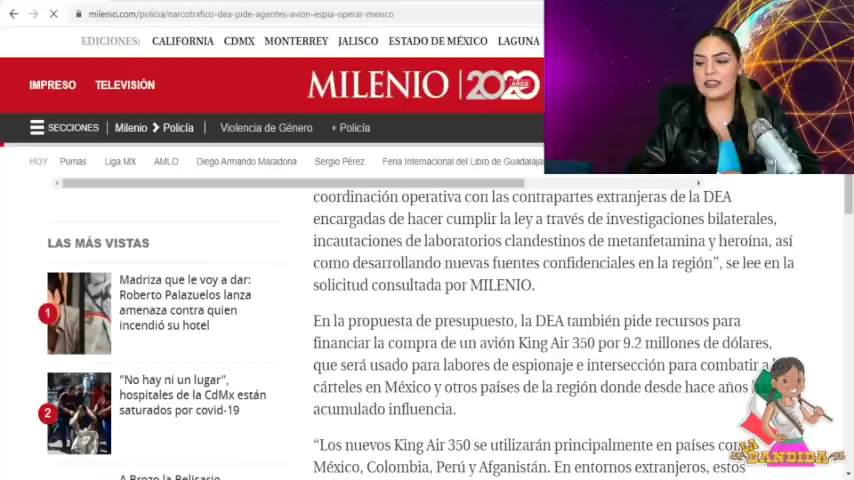 milenio.com/policia/narcotrafico-dea-pide-agentes-avion-espia-operar-mexico
EDICIONES: CALIFORNIA CDMX MONTERREY JALISCO ESTADO DE MÉXICO LAGUNA
IMPRESO TELEVISIÓN
MILENIO 2020 AÑOS
SECCIONES Milenio Policía Violencia de Género + Policía
HOY Pumas Liga MX AMLO Diego Armando Maradona Sergio Pérez Feria Internacional del Libro de Guadalajar
coordinación operativa con las contrapartes extranjeras de la DEA
encargadas de hacer cumplir la ley a través de investigaciones bilaterales,
incautaciones de laboratorios clandestinos de metanfetamina y heroína, así
como desarrollando nuevas fuentes confidenciales en la región”, se lee en la
solicitud consultada por MILENIO.
En la propuesta de presupuesto, la DEA también pide recursos para
financiar la compra de un avión King Air 350 por 9.2 millones de dólares,
que será usado para labores de espionaje e intersección para combatir a
cárteles en México y otros países de la región donde desde hace años
acumulado influencia.
“Los nuevos King Air 350 se utilizarán principalmente en países
México, Colombia, Perú y Afganistán. En entornos extranjeros, estos
LAS MÁS VISTAS
1
Madriza que le voy a dar:
Roberto Palazuelos lanza
amenaza contra quien
incendió su hotel
2
"No hay ni un lugar",
hospitales de la CdMx están
saturados por covid-19
A Brozo la Belisario
LA BANDIDA